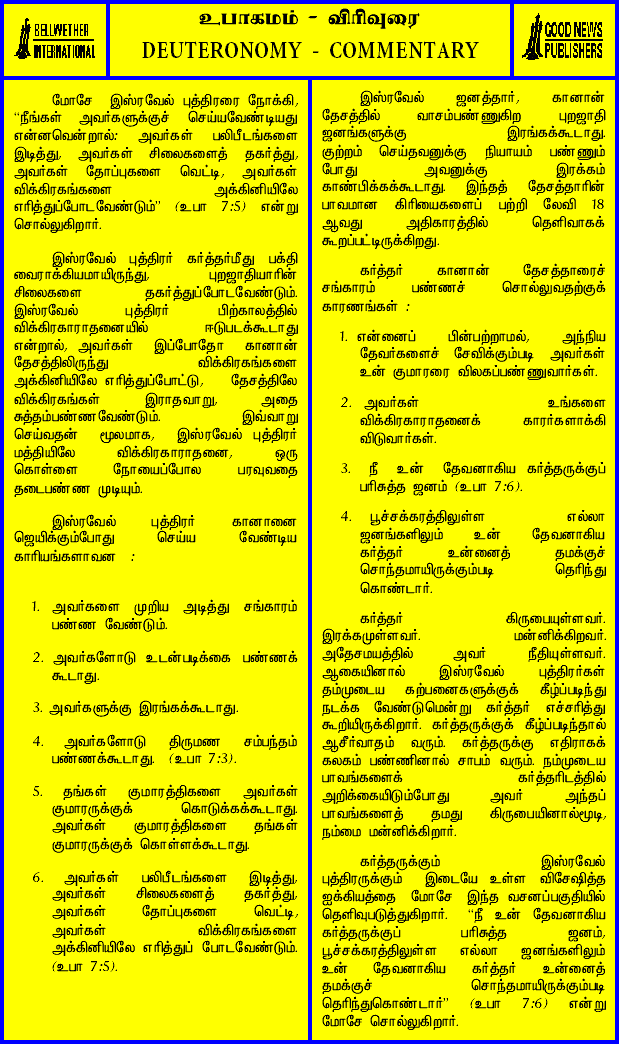 BELLWETHER
INTERNATIONAL
உபாகமம் - விரிவுரை
DEUTERONOMY - COMMENTARY
GOOD NEWS
PUBLISHERS
மோசே இஸ்ரவேல் புத்திரரை நோக்கி,
“நீங்கள் அவர்களுக்குச் செய்யவேண்டியது
என்னவென்றால்: அவர்கள் பலிபீடங்களை
இடித்து, அவர்கள் சிலைகளைத் தகர்த்து,
அவர்கள் தோப்புகளை வெட்டி, அவர்கள்
விக்கிரகங்களை அக்கினியிலே
எரித்துப்போடவேண்டும்” (உபா 7:5) என்று
சொல்லுகிறார்.
இஸ்ரவேல் புத்திரர் கர்த்தர்மீது பக்தி
வைராக்கியமாயிருந்து, புறஜாதியாரின்
சிலைகளை தகர்த்துப்போடவேண்டும்.
இஸ்ரவேல் புத்திரர் பிற்காலத்தில்
விக்கிரகாராதனையில் ஈடுபடக்கூடாது
என்றால், அவர்கள் இப்போதோ கானான்
தேசத்திலிருந்து விக்கிரகங்களை
அக்கினியிலே எரித்துப்போட்டு, தேசத்திலே
விக்கிரகங்கள் இராதவாறு, அதை
சுத்தம்பண்ணவேண்டும். இவ்வாறு
செய்வதன் மூலமாக, இஸ்ரவேல் புத்திரர்
மத்தியிலே விக்கிரகாராதனை, ஒரு
கொள்ளை நோயைப்போல பரவுவதை
தடைபண்ண முடியும்.
இஸ்ரவேல் புத்திரர் கானானை
ஜெயிக்கும்போது செய்ய வேண்டிய
காரியங்களாவன :
1. அவர்களை முறிய அடித்து சங்காரம்
பண்ண வேண்டும்.
2. அவர்களோடு உடன்படிக்கை பண்ணக்
கூடாது.
3. அவர்களுக்கு இரங்கக்கூடாது.
4. அவர்களோடு திருமண சம்பந்தம்
பண்ணக்கூடாது. (உபா 7:3).
5. தங்கள் குமாரத்திகளை அவர்கள்
குமாரருக்குக் கொடுக்கக்கூடாது.
அவர்கள் குமாரத்திகளை தங்கள்
குமாரருக்குக் கொள்ளக்கூடாது.
6. அவர்கள் பலிபீடங்களை இடித்து,
அவர்கள் சிலைகளைத் தகர்த்து,
அவர்கள் தோப்புகளை வெட்டி,
அவர்கள் விக்கிரகங்களை
அக்கினியிலே எரித்துப் போடவேண்டும்.
(உபா 7:5).
இஸ்ரவேல் ஜனத்தார், கானான்
தேசத்தில் வாசம்பண்ணுகிற புறஜாதி
ஜனங்களுக்கு இரங்கக்கூடாது.
குற்றம் செய்தவனுக்கு நியாயம் பண்ணும்
போது அவனுக்கு இரக்கம்
காண்பிக்கக்கூடாது. இந்தத் தேசத்தாரின்
பாவமான கிரியைகளைப் பற்றி லேவி 18
ஆவது அதிகாரத்தில் தெளிவாகக்
கூறப்பட்டிருக்கிறது.
கர்த்தர் கானான் தேசத்தாரைச்
சங்காரம் பண்ணச் சொல்லுவதற்குக்
காரணங்கள் :
1. என்னைப் பின்பற்றாமல், அந்நிய
தேவர்களைச் சேவிக்கும்படி அவர்கள்
உன் குமாரரை விலகப்பண்ணுவார்கள்.
2. அவர்கள் உங்களை
விக்கிரகாராதனைக் காரர்களாக்கி
விடுவார்கள்.
3. நீ உன் தேவனாகிய கர்த்தருக்குப்
பரிசுத்த ஜனம் (உபா 7:6).
4. பூச்சக்கரத்திலுள்ள எல்லா
ஜனங்களிலும் உன் தேவனாகிய
கர்த்தர் உன்னைத் தமக்குச்
சொந்தமாயிருக்கும்படி தெரிந்து
கொண்டார்.
கர்த்தர் கிருபையுள்ளவர்.
இரக்கமுள்ளவர். மன்னிக்கிறவர்.
அதேசமயத்தில் அவர் நீதியுள்ளவர்.
ஆகையினால் இஸ்ரவேல் புத்திரர்கள்
தம்முடைய கற்பனைகளுக்குக் கீழ்ப்படிந்து
நடக்க வேண்டுமென்று கர்த்தர் எச்சரித்து
கூறியிருக்கிறார். கர்த்தருக்குக் கீழ்ப்படிந்தால்
ஆசீர்வாதம் வரும். கர்த்தருக்கு எதிராகக்
கலகம் பண்ணினால் சாபம் வரும். நம்முடைய
பாவங்களைக் கர்த்தரிடத்தில்
அறிக்கையிடும்போது அவர் அந்தப்
பாவங்களைத் தமது கிருபையினால்மூடி,
நம்மை மன்னிக்கிறார்.
கர்த்தருக்கும் இஸ்ரவேல்
புத்திரருக்கும் இடையே உள்ள விசேஷித்த
ஐக்கியத்தை மோசே இந்த வசனப்பகுதியில்
தெளிவுபடுத்துகிறார். “நீ உன் தேவனாகிய
கர்த்தருக்குப் பரிசுத்த ஜனம்,
பூச்சக்கரத்திலுள்ள எல்லா ஜனங்களிலும்
உன் தேவனாகிய கர்த்தர் உன்னைத்
தமக்குச் சொந்தமாயிருக்கும்படி
தெரிந்துகொண்டார்” (உபா 7:6) என்று
மோசே சொல்லுகிறார்.